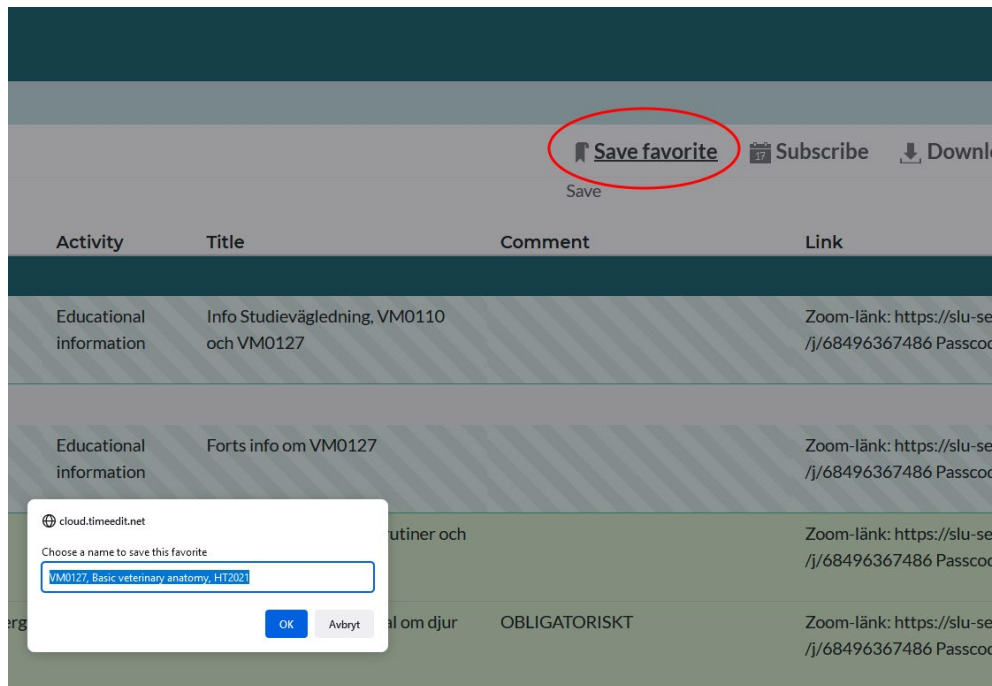 Save favorite Subscribe Downl
Save
Activity Title Comment Link
Educational Info Studievägledning, VM0110 Zoom-länk: https://slu-se
information och VM0127 /j/68496367486 Passcod
Educational Forts info om VM0127 Zoom-länk: https://slu-se
information /j/68496367486 Passcod
cloud.timeedit.net
Choose a name to save this favorite
VM0127, Basic veterinary anatomy, HT2021
OK Avbryt
rutiner och Zoom-länk: https://slu-se
/j/68496367486 Passcod
erg al om djur OBLIGATORISKT Zoom-länk: https://slu-se
/j/68496367486 Passcod